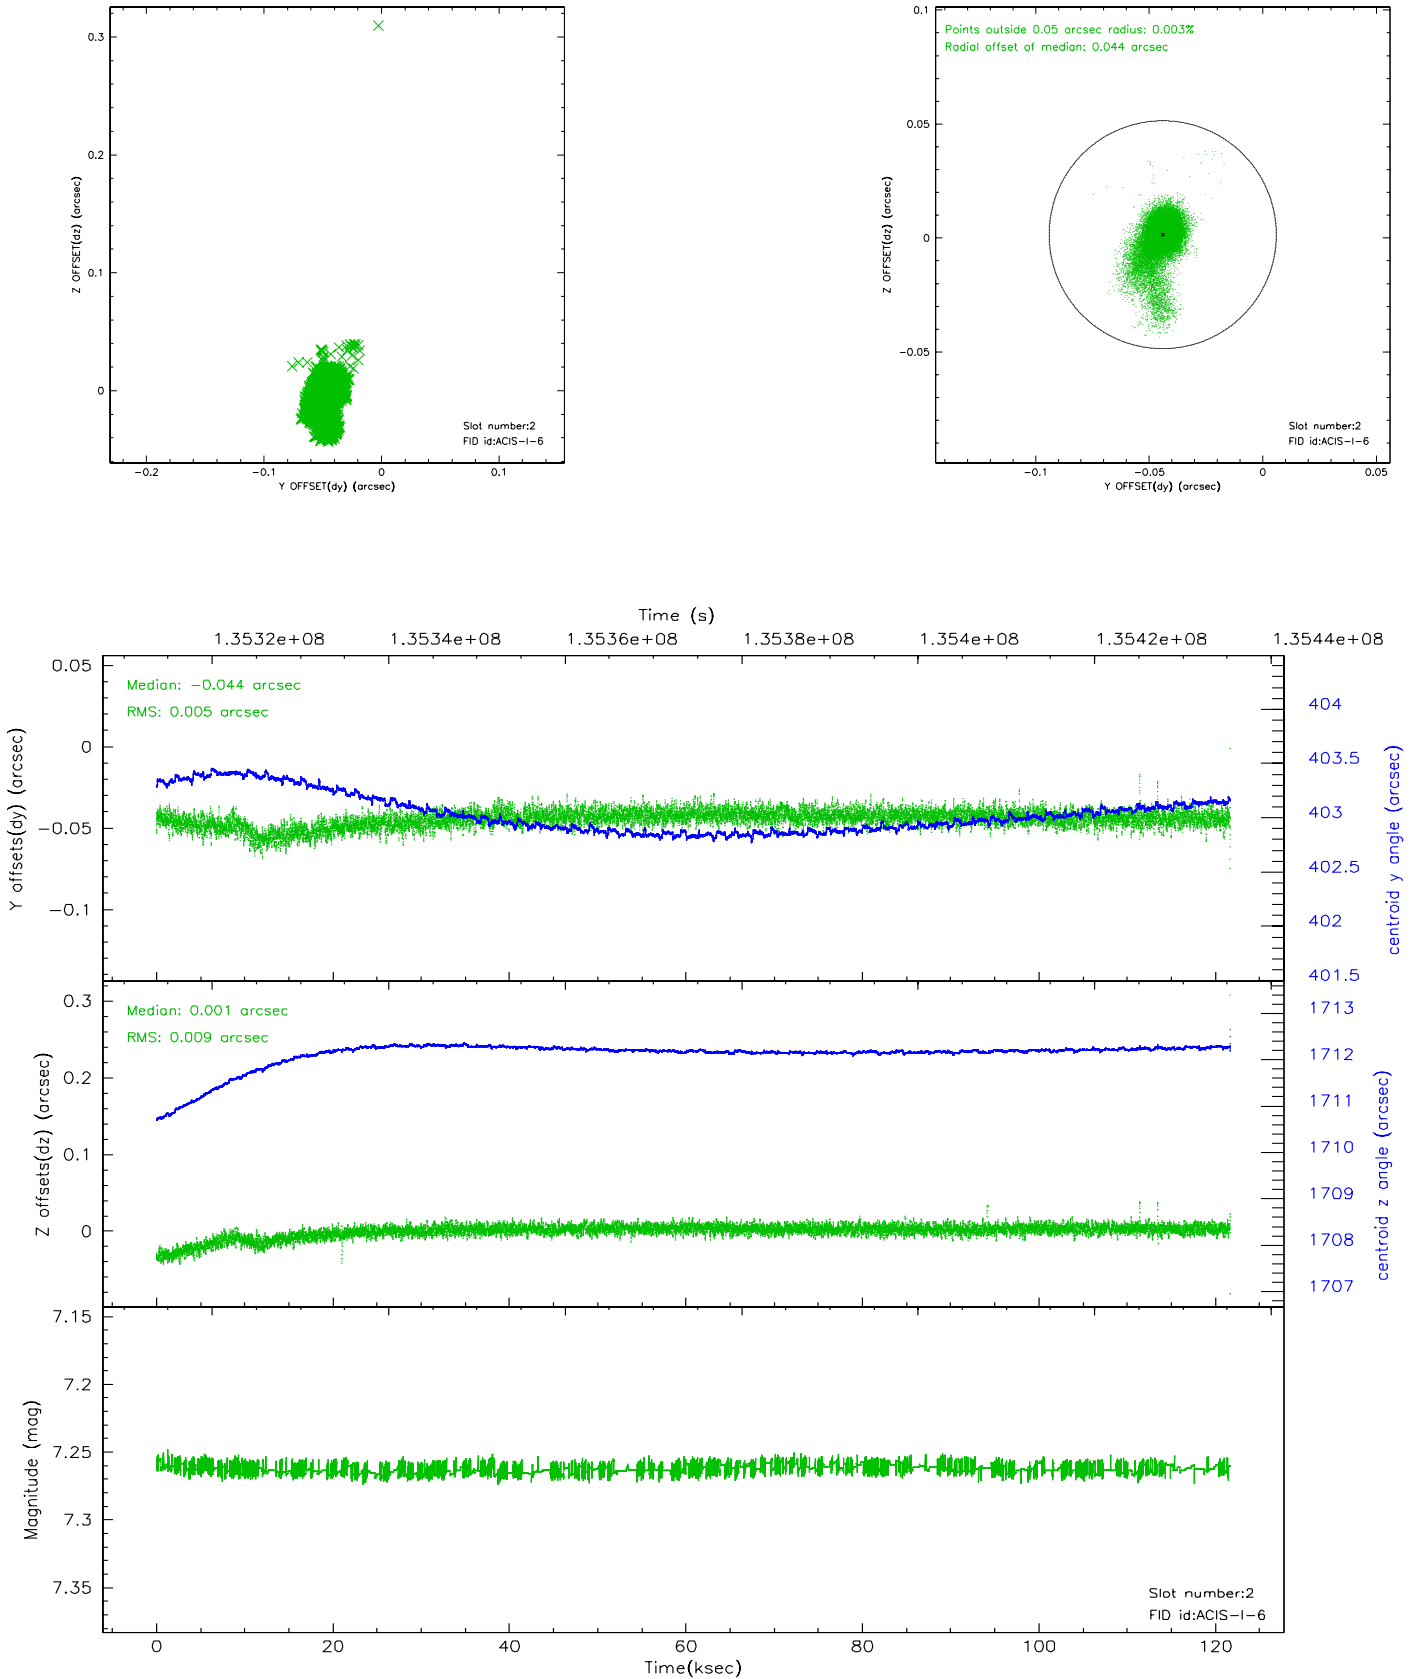 0.3
0.2
0.1
0
Z OFFSET(dz) (arcsec)
-0.2
-0.1
0
0.1
Y OFFSET(dy) (arcsec)
Slot number:2
FID id:ACIS-I-6
0.1
0.05
0
-0.05
Z OFFSET(dz) (arcsec)
Points outside 0.05 arcsec radius: 0.003%
Radial offset of median: 0.044 arcsec
Slot number:2
FID id:ACIS-I-6
-0.1
-0.05
0
0.05
Y OFFSET(dy) (arcsec)
Time (s)
1.3532e+08
1.3534e+08
1.3536e+08
1.3538e+08
1.354e+08
1.3542e+08
1.3544e+08
0.05
0
-0.05
-0.1
Y offsets(dy) (arcsec)
Median: -0.044 arcsec
RMS: 0.005 arcsec
404
403.5
403
402.5
402
401.5
centroid y angle (arcsec)
0.3
0.2
0.1
0
Z offsets(dz) (arcsec)
Median: 0.001 arcsec
RMS: 0.009 arcsec
1713
1712
1711
1710
1709
1708
1707
centroid z angle (arcsec)
7.15
7.2
7.25
7.3
7.35
Magnitude (mag)
Slot number:2
FID id:ACIS-I-6
0
20
40
60
80
100
120
Time(ksec)